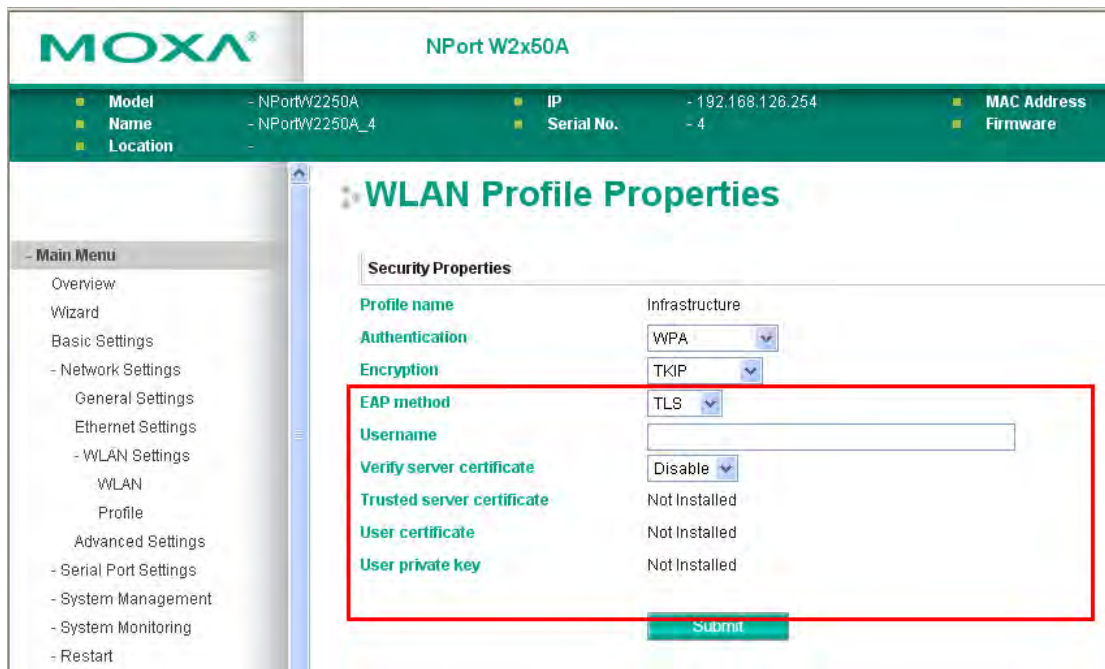 MOXA®
NPort W2x50A
Model - NPortW2250A IP - 192.168.126.254 MAC Address
Name - NPortW2250A_4 Serial No. - 4 Firmware
Location -
WLAN Profile Properties
- Main Menu
Overview
Wizard
Basic Settings
- Network Settings
General Settings
Ethernet Settings
- WLAN Settings
WLAN
Profile
Advanced Settings
- Serial Port Settings
- System Management
- System Monitoring
- Restart
Security Properties
Profile name Infrastructure
Authentication WPA
Encryption TKIP
EAP method TLS
Username
Verify server certificate Disable
Trusted server certificate Not Installed
User certificate Not Installed
User private key Not Installed
Submit